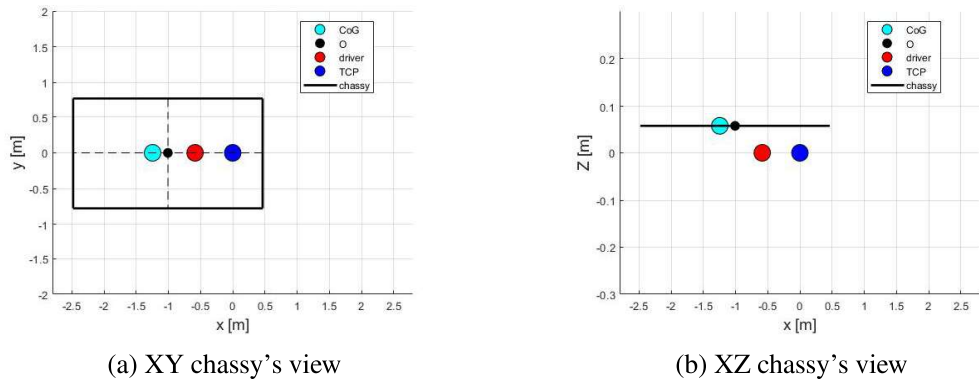 2
1.5
1
0.5
0
-0.5
-1
-1.5
-2
y [m]
-2.5 -2 -1.5 -1 -0.5 0 0.5 1 1.5 2 2.5
x [m]
CoG
O
driver
TCP
chassy
(a) XY chassy's view
0.2
0.1
0
-0.1
-0.2
-0.3
Z [m]
-2.5 -2 -1.5 -1 -0.5 0 0.5 1 1.5 2 2.5
x [m]
CoG
O
driver
TCP
chassy
(b) XZ chassy's view